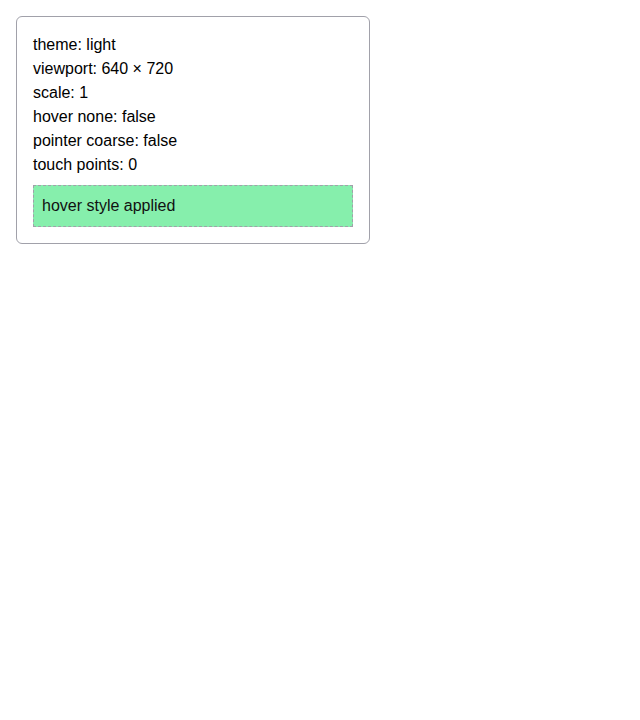 theme: light
viewport: 640 × 720
scale: 1
hover none: false
pointer coarse: false
touch points: 0
hover style applied